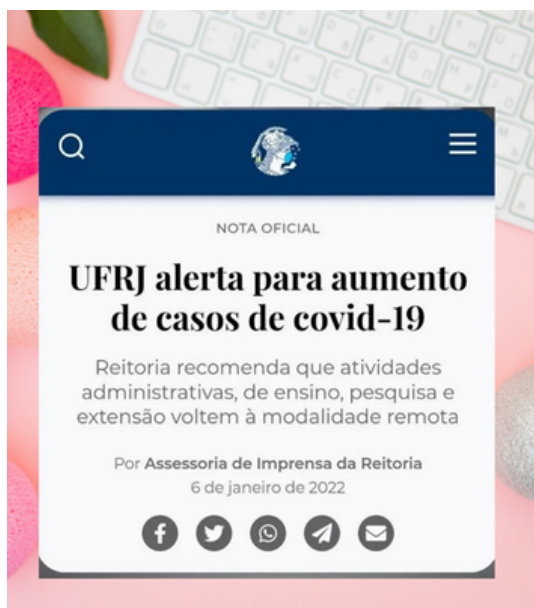 NOTA OFICIAL
UFRJ alerta para aumento
de casos de covid-19
Reitoria recomenda que atividades
administrativas, de ensino, pesquisa e
extensão voltem à modalidade remota
Por Assessoria de Imprensa da Reitoria
6 de janeiro de 2022